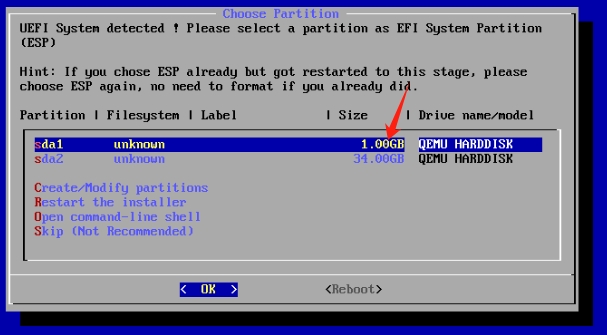 Choose Partition
UEFI System detected ! Please select a partition as EFI System Partition
(ESP)
Hint: If you chose ESP already but got restarted to this stage, please
choose ESP again, no need to format if you already did.
Partition | Filesystem | Label | Size | Drive name/model
sda1 unknown 1.00GB QEMU HARDDISK
sda2 unknown 34.00GB QEMU HARDDISK
Create/Modify partitions
Restart the installer
Open command-line shell
Skip (Not Recommended)
< OK > <Reboot>